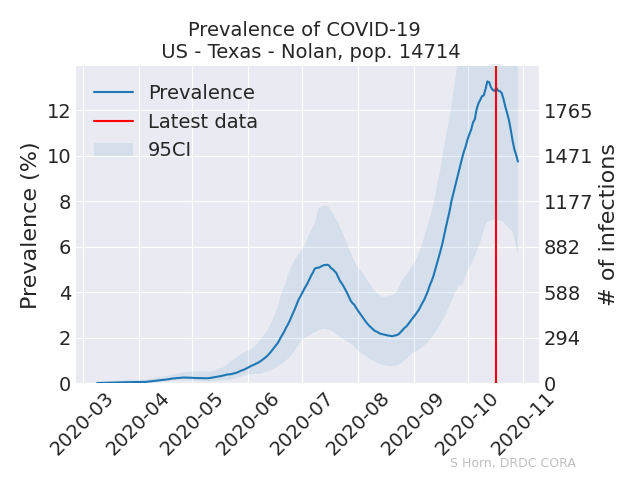 Prevalence of COVID-19
US - Texas - Nolan, pop. 14714
Prevalence
Latest data
95CI
Prevalence (%)
12
10
8
6
4
2
0
1765
1471
1177
882
588
294
0
# of infections
2020-03
2020-04
2020-05
2020-06
2020-07
2020-08
2020-09
2020-10
2020-11
S Horn, DRDC CORA